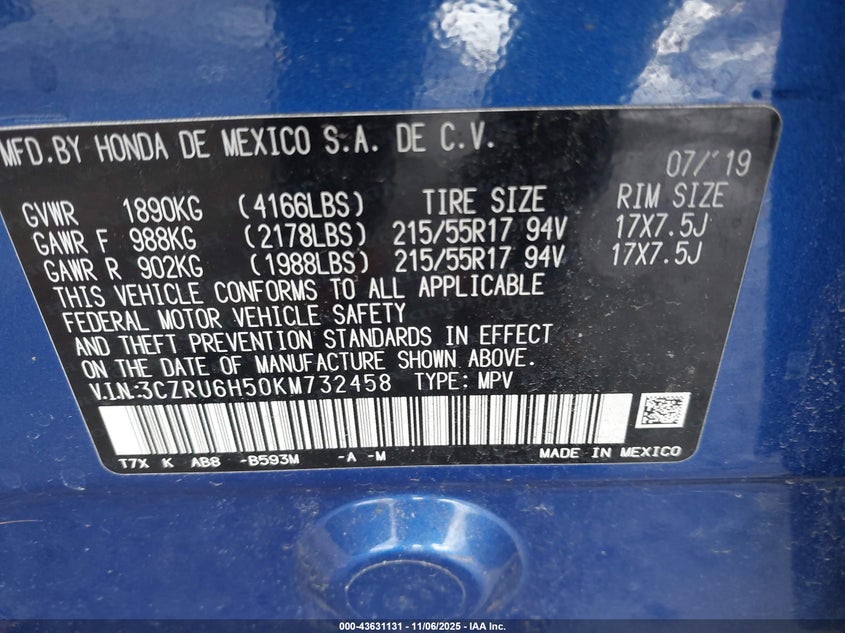 MFD.BY HONDA DE MEXICO S.A. DE C.V.
07/'19
GVWR 1890KG (4166LBS) TIRE SIZE RIM SIZE
GAWR F 988KG (2178LBS) 215/55R17 94V 17X7.5J
GAWR R 902KG (1988LBS) 215/55R17 94V 17X7.5J
THIS VEHICLE CONFORMS TO ALL APPLICABLE
FEDERAL MOTOR VEHICLE SAFETY
AND THEFT PREVENTION STANDARDS IN EFFECT
ON THE DATE OF MANUFACTURE SHOWN ABOVE.
V.I.N:3CZRU6H50KM732458 TYPE: MPV
T7X K AB8 -B593M -A -M MADE IN MEXICO
000-43631131 - 11/06/2025 - IAA Inc.